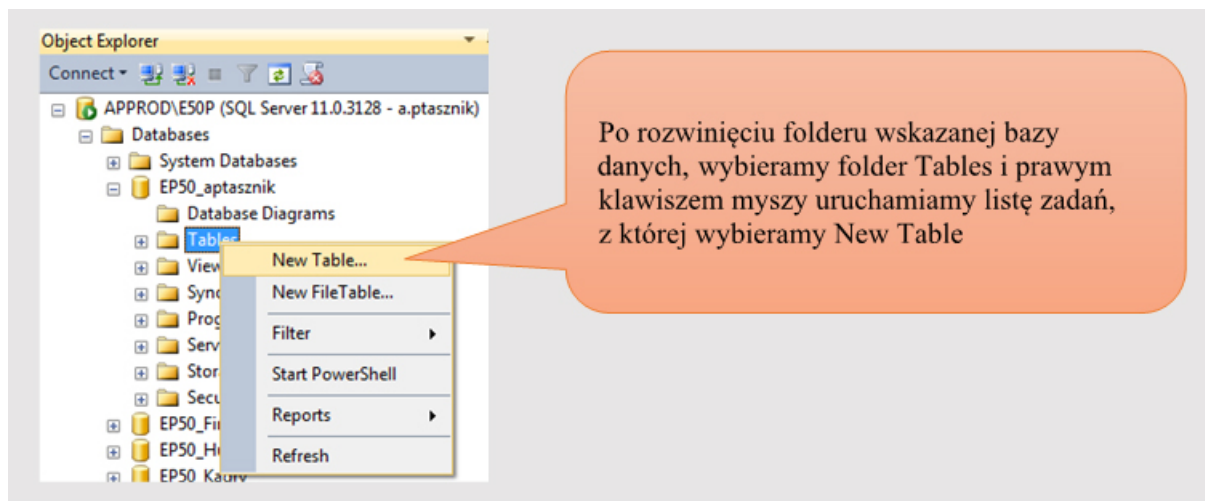 Object Explorer
Connect
APPROD\E50P (SQL Server 11.0.3128 - a.ptasznik)
Databases
System Databases
EP50_aptasznik
Database Diagrams
Tables
New Table...
New FileTable...
Filter
Start PowerShell
Reports
EP50_Kadry
Refresh
Po rozwinięciu folderu wskazanej bazy
danych, wybieramy folder Tables i prawym
klawiszem myszy uruchamiamy listę zadań,
z której wybieramy New Table